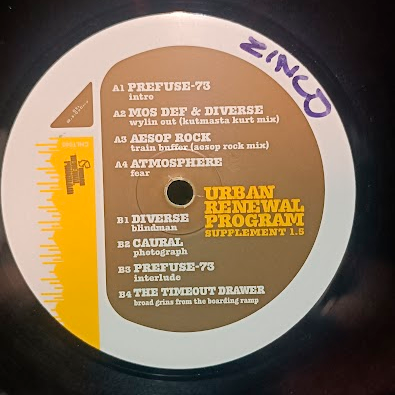 ZINCO
A1 PREFUSE-73
intro
A2 MOS DEF & DIVERSE
wylin out (kutmasta kurt mix)
A3 AESOP ROCK
train buffer (aesop rock mix)
A4 ATMOSPHERE
fear
URBAN
RENEWAL
PROGRAM
SUPPLEMENT 1.5
B1 DIVERSE
blindman
B2 CAURAL
photograph
B3 PREFUSE-73
interlude
B4 THE TIMEOUT DRAWER
broad grins from the boarding ramp